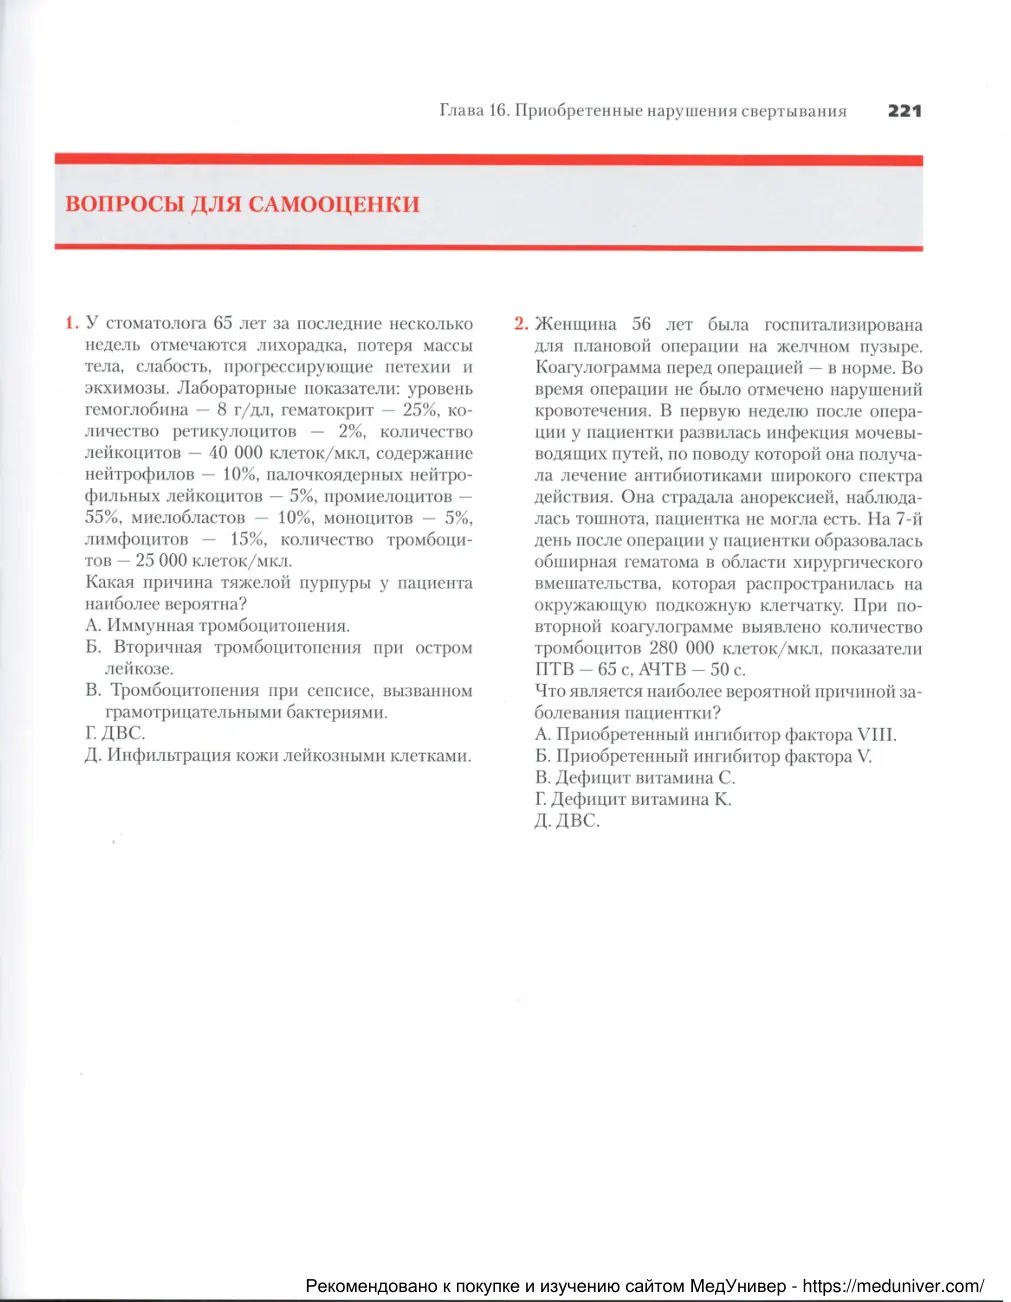 Глава 16. Приобретенные нарушения свертывания 221
ВОПРОСЫ ДЛЯ САМООЦЕНКИ
1. У стоматолога 65 лет за последние несколько
недель отмечаются лихорадка, потеря массы
тела, слабость, прогрессирующие петехии и
экхимозы. Лабораторные показатели: уровень
гемоглобина — 8 г/дл, гематокрит — 25%, ко-
личество ретикулоцитов — 2%, количество
лейкоцитов — 40 000 клеток/мкл, содержание
нейтрофилов — 10%, палочкоядерных нейтро-
фильных лейкоцитов — 5%, промиелоцитов —
55%, миелобластов — 10%, моноцитов — 5%,
лимфоцитов — 15%, количество тромбоци-
тов — 25 000 клеток/мкл.
Какая причина тяжелой пурпуры у пациента
наиболее вероятна?
А. Иммунная тромбоцитопения.
Б. Вторичная тромбоцитопения при остром
лейкозе.
В. Тромбоцитопения при сепсисе, вызванном
грамотрицательными бактериями.
Г. ДВС.
Д. Инфильтрация кожи лейкозными клетками.
2. Женщина 56 лет была госпитализирована
для плановой операции на желчном пузыре.
Коагулограмма перед операцией — в норме. Во
время операции не было отмечено нарушений
кровотечения. В первую неделю после опера-
ции у пациентки развилась инфекция мочевы-
водящих путей, по поводу которой она получа-
ла лечение антибиотиками широкого спектра
действия. Она страдала анорексией, наблюда-
лась тошнота, пациентка не могла есть. На 7-й
день после операции у пациентки образовалась
обширная гематома в области хирургического
вмешательства, которая распространилась на
окружающую подкожную клетчатку. При по-
вторной коагулограмме выявлено количество
тромбоцитов 280 000 клеток/мкл, показатели
ПТВ — 65 с, АЧТВ — 50 с.
Что является наиболее вероятной причиной за-
болевания пациентки?
А. Приобретенный ингибитор фактора VIII.
Б. Приобретенный ингибитор фактора V.
В. Дефицит витамина С.
Г. Дефицит витамина К.
Д. ДВС.
Рекомендовано к покупке и изучению сайтом МедУнивер - https://meduniver.com/